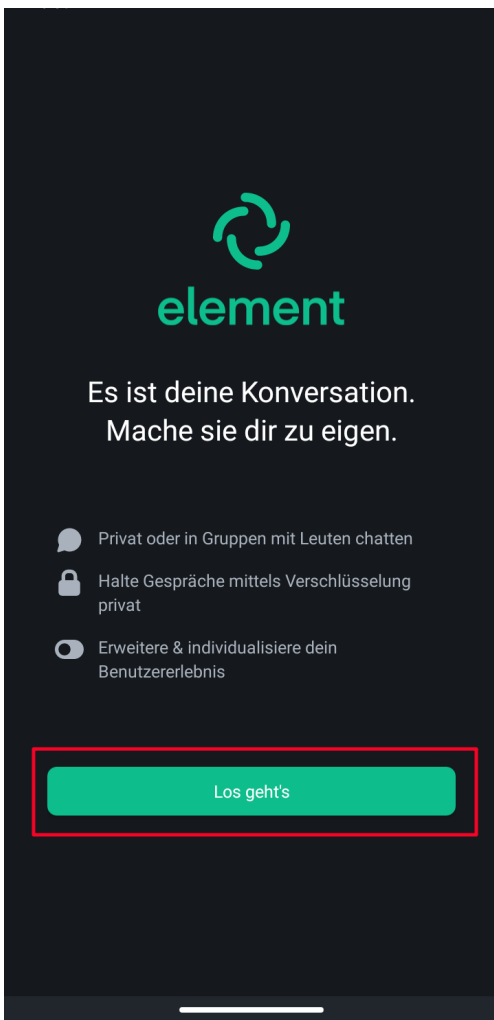 element
Es ist deine Konversation.
Mache sie dir zu eigen.
Privat oder in Gruppen mit Leuten chatten
Halte Gespräche mittels Verschlüsselung
privat
Erweitere & individualisiere dein
Benutzererlebnis
Los geht's